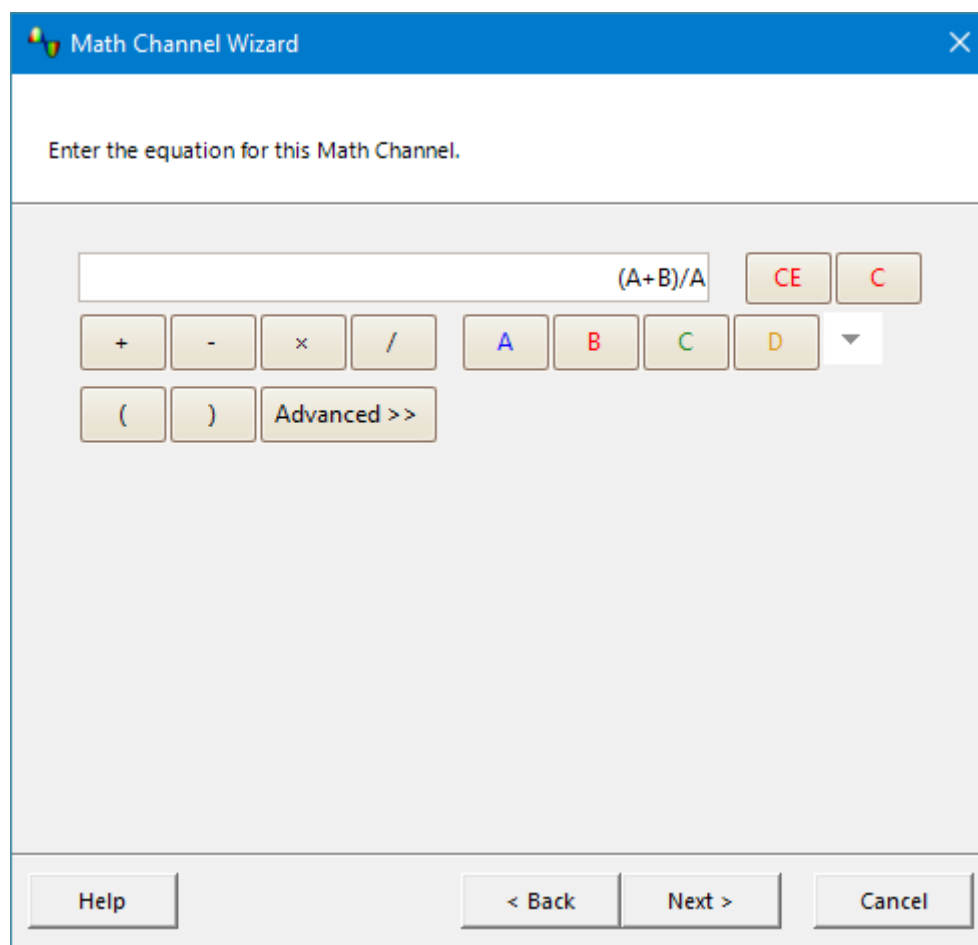 Math Channel Wizard
Enter the equation for this Math Channel.
(A+B)/A CE C
+ - × / A B C D
( ) Advanced >>
Help < Back Next > Cancel